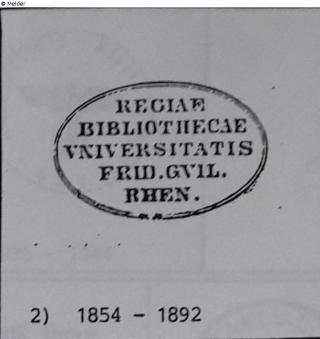 © Melder
REGIAE
BIBLIOTHECAE
VNIVERSITATIS
FRID.GVIL.
RHEN.
2) 1854 – 1892